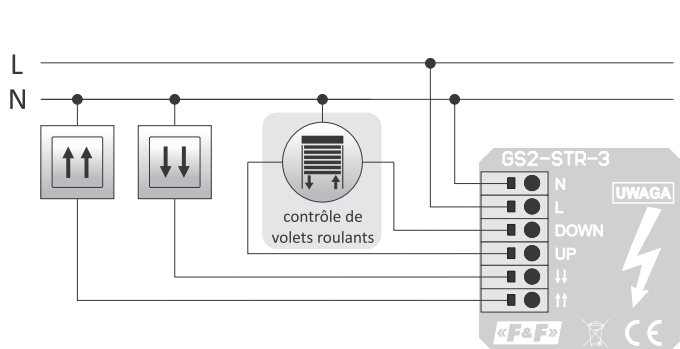 L
N
GS2-STR-3
N
L
DOWN
UP
↓↓
↑↑
UWAGA
contrôle de
volets roulants
«F&F»
CE